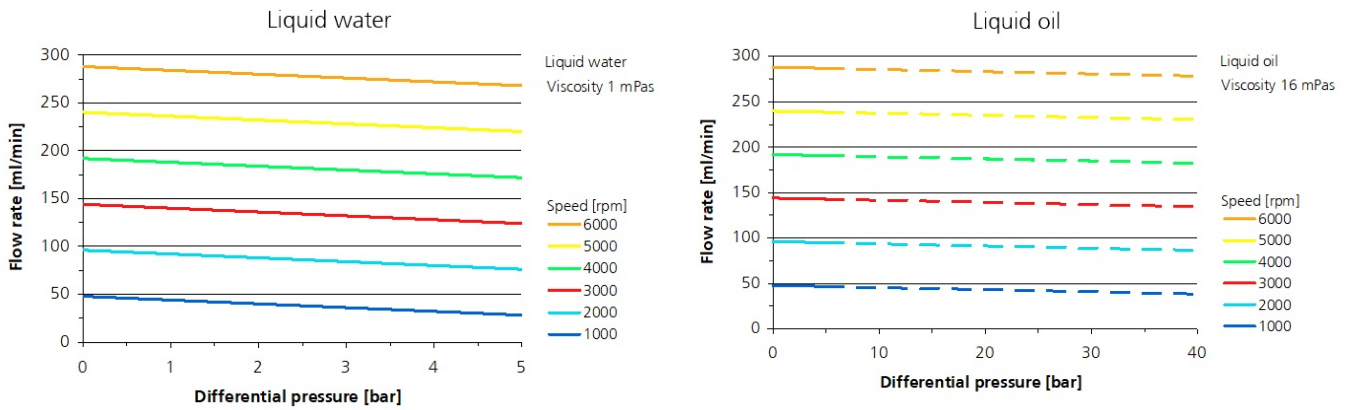 Liquid water
300
250
200
150
100
50
0
Flow rate [ml/min]
0 1 2 3 4 5
Differential pressure [bar]
Liquid water
Viscosity 1 mPas
Speed [rpm]
6000
5000
4000
3000
2000
1000
Liquid oil
300
250
200
150
100
50
0
Flow rate [ml/min]
0 10 20 30 40
Differential pressure [bar]
Liquid oil
Viscosity 16 mPas
Speed [rpm]
6000
5000
4000
3000
2000
1000